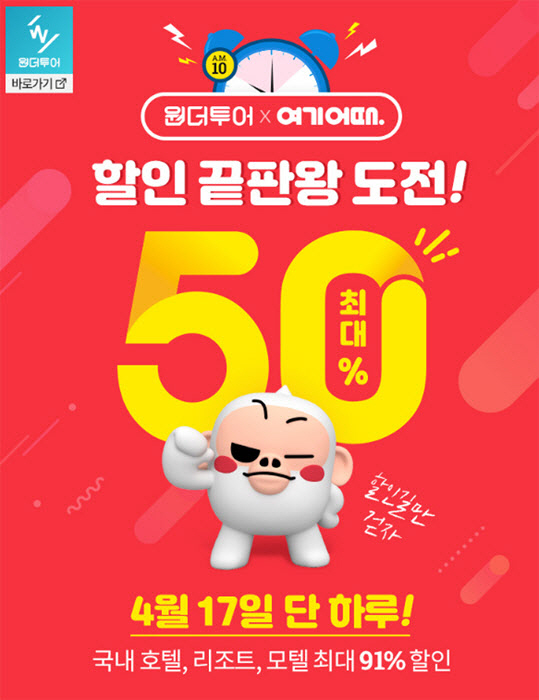 원더투어
바로가기
A.M.
10
원더투어 x 여기어때.
할인 끝판왕 도전!
50
최대
%
할인길만
걷자
4월 17일 단 하루!
국내 호텔, 리조트, 모텔 최대 91% 할인